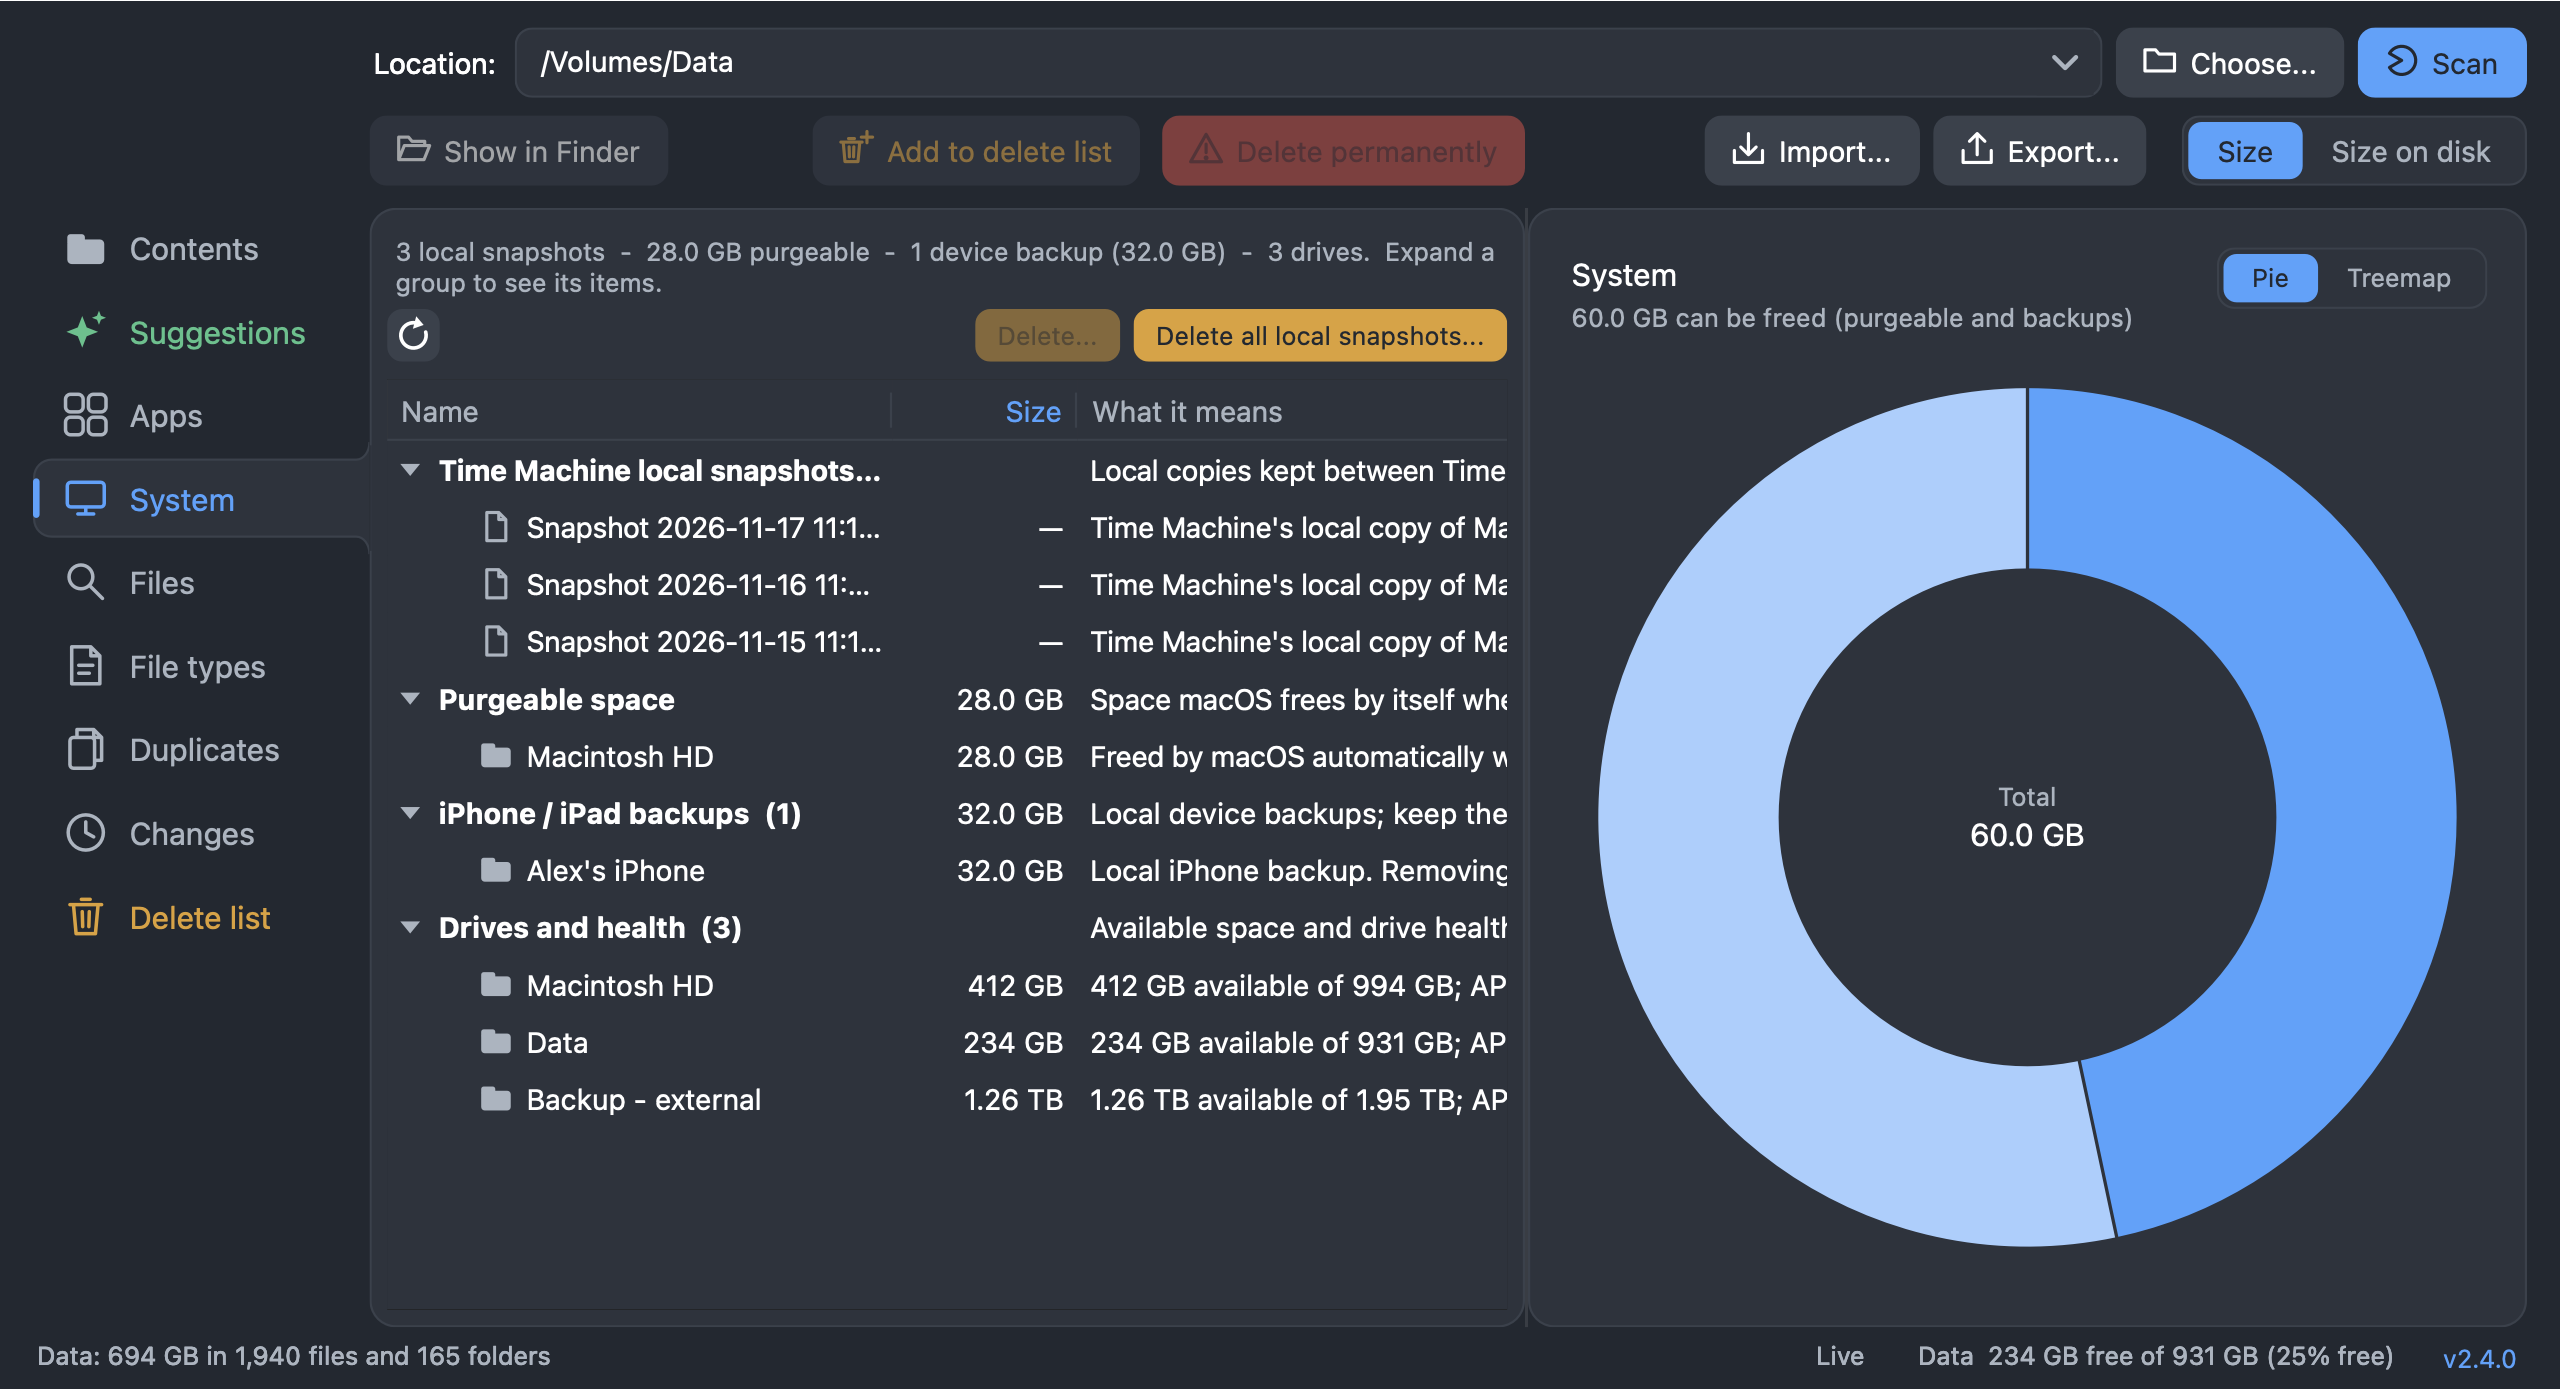 Location:
/Volumes/Data
Choose...
Scan
Show in Finder
Add to delete list
Delete permanently
Import...
Export...
Size
Size on disk
Contents
Suggestions
Apps
System
Files
File types
Duplicates
Changes
Delete list
3 local snapshots - 28.0 GB purgeable - 1 device backup (32.0 GB) - 3 drives. Expand a
group to see its items.
Delete...
Delete all local snapshots...
Name Size What it means
Time Machine local snapshots... Local copies kept between Time
Snapshot 2026-11-17 11:1... — Time Machine's local copy of Ma
Snapshot 2026-11-16 11:... — Time Machine's local copy of Ma
Snapshot 2026-11-15 11:1... — Time Machine's local copy of Ma
Purgeable space 28.0 GB Space macOS frees by itself whe
Macintosh HD 28.0 GB Freed by macOS automatically w
iPhone / iPad backups (1) 32.0 GB Local device backups; keep the
Alex's iPhone 32.0 GB Local iPhone backup. Removing
Drives and health (3) Available space and drive health
Macintosh HD 412 GB 412 GB available of 994 GB; AP
Data 234 GB 234 GB available of 931 GB; AP
Backup - external 1.26 TB 1.26 TB available of 1.95 TB; AP
System
60.0 GB can be freed (purgeable and backups)
Pie
Treemap
Total
60.0 GB
Data: 694 GB in 1,940 files and 165 folders
Live
Data 234 GB free of 931 GB (25% free)
v2.4.0